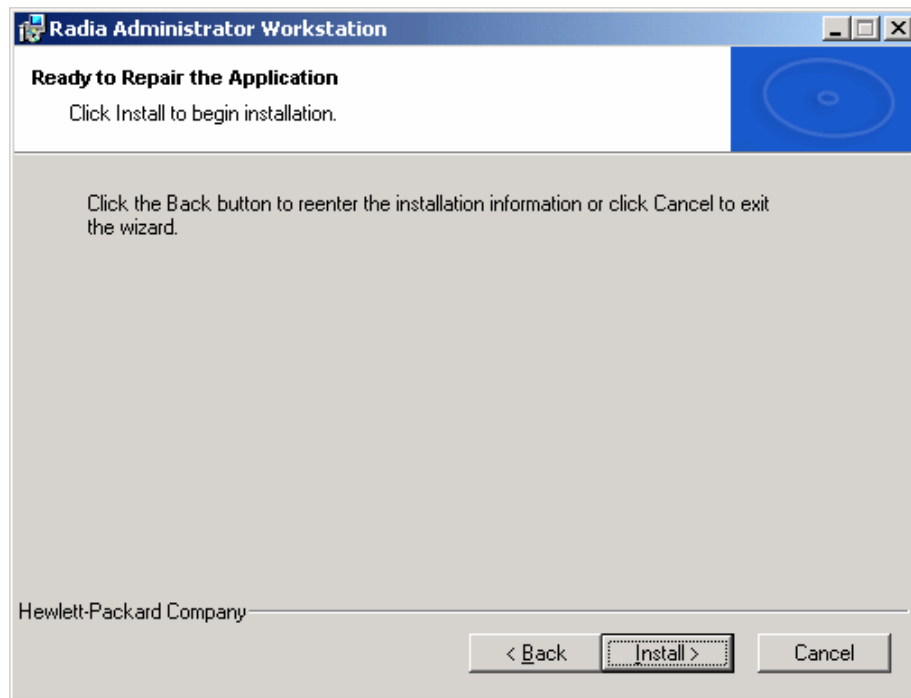 Radia Administrator Workstation
Ready to Repair the Application
Click Install to begin installation.
Click the Back button to reenter the installation information or click Cancel to exit
the wizard.
Hewlett-Packard Company
< Back
Install >
Cancel